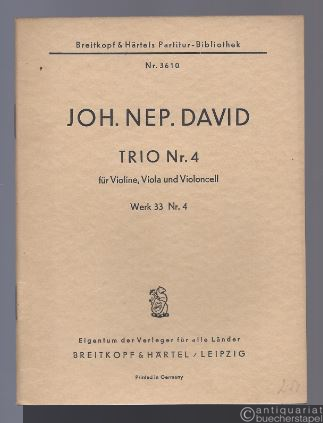 Breitkopf & Härtels Partitur-Bibliothek
Nr. 3610
JOH. NEP. DAVID
TRIO Nr. 4
für Violine, Viola und Violoncell
Werk 33 Nr. 4
Eigentum der Verleger für alle Länder
BREITKOPF & HÄRTEL / LEIPZIG
Printed in Germany
antiquariat
buecherstapel